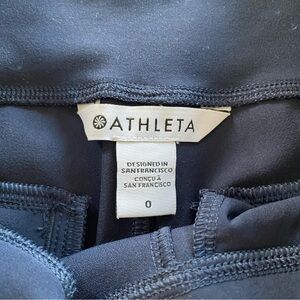 ATHLETA
DESIGNED IN
SAN FRANCISCO
CONÇU À
SAN FRANCISCO
0